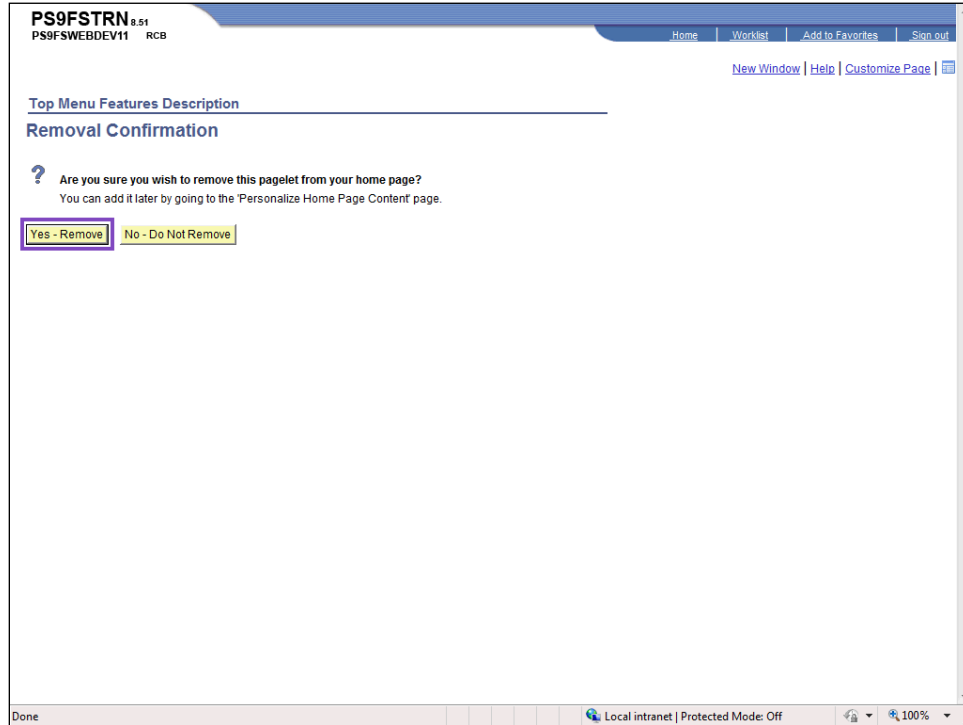 PS9FSTRN 8.51
PS9FSWEBDEV11 RCB
Home Worklist Add to Favorites Sign out
New Window | Help | Customize Page |
Top Menu Features Description
Removal Confirmation
? Are you sure you wish to remove this pagelet from your home page?
You can add it later by going to the 'Personalize Home Page Content' page.
Yes - Remove No - Do Not Remove
Done Local intranet | Protected Mode: Off 100%